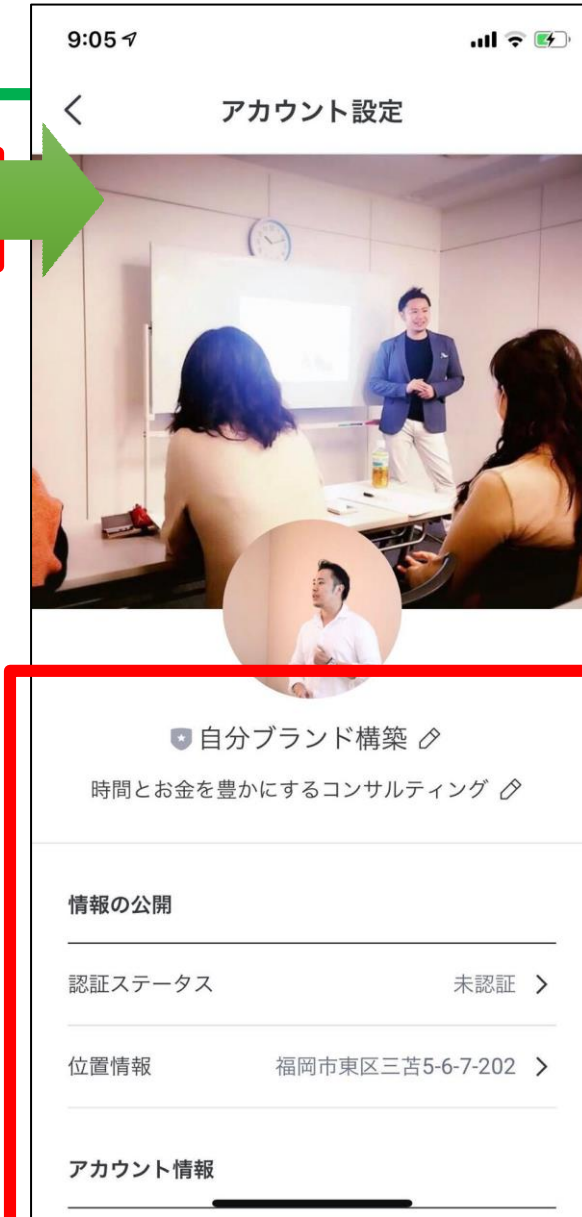 9:05
アカウント設定
自分ブランド構築
時間とお金を豊かにするコンサルティング
情報の公開
認証ステータス 未認証
位置情報 福岡市東区三苫5-6-7-202
アカウント情報